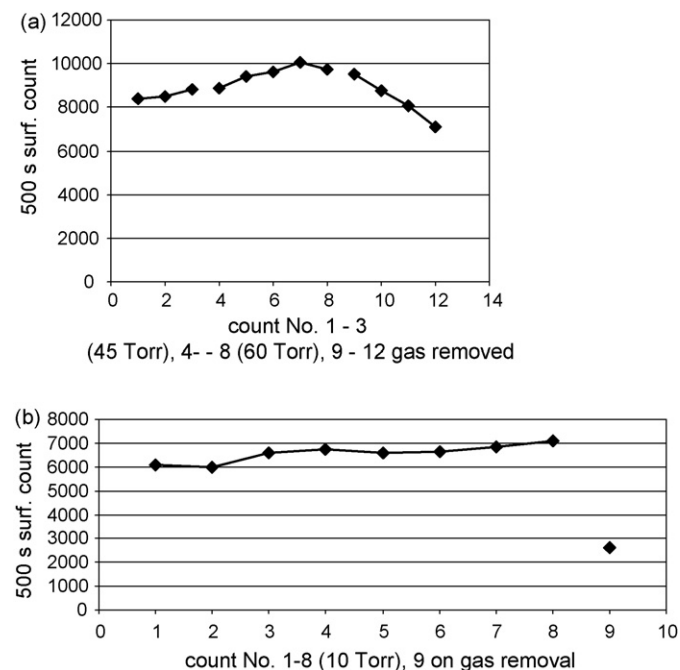 (a)
12000
10000
8000
6000
4000
2000
0
500 s surf. count
0 2 4 6 8 10 12 14
count No. 1 - 3
(45 Torr), 4- - 8 (60 Torr), 9 - 12 gas removed
(b)
8000
7000
6000
5000
4000
3000
2000
1000
0
500 s surf. count
0 1 2 3 4 5 6 7 8 9 10
count No. 1-8 (10 Torr), 9 on gas removal